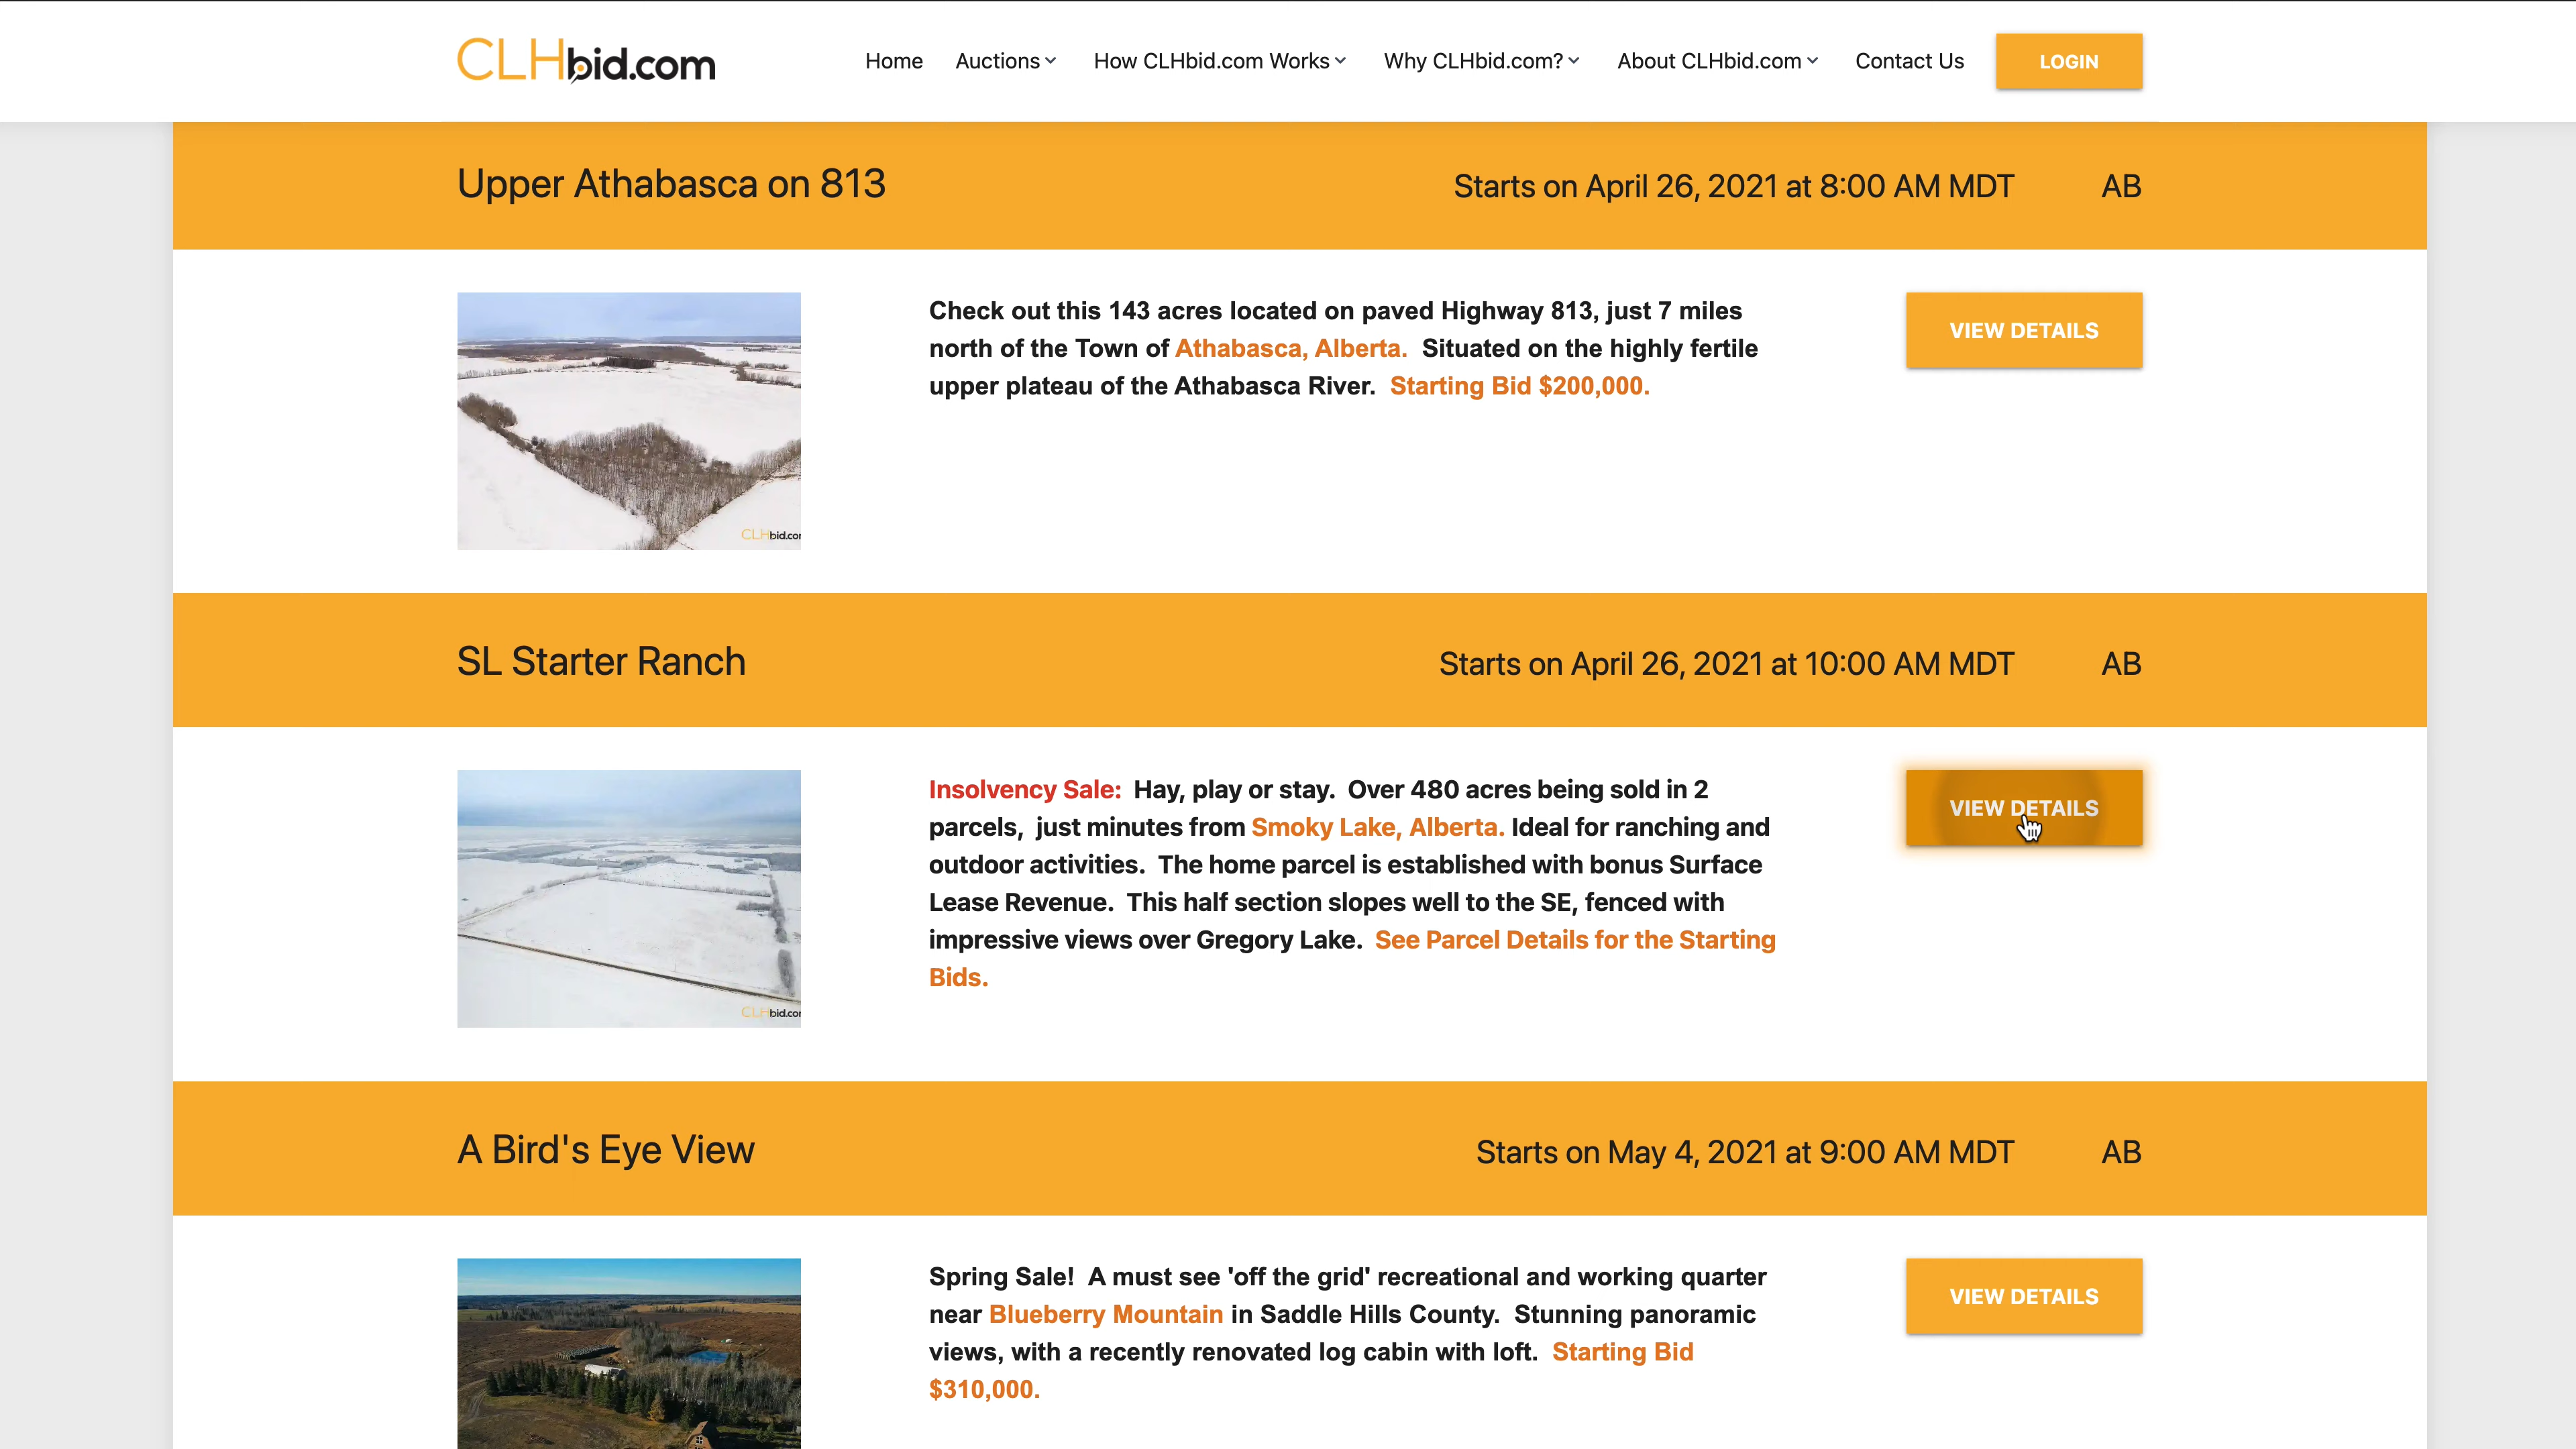 CLHbid.com
Home Auctions How CLHbid.com Works Why CLHbid.com? About CLHbid.com Contact Us LOGIN
Upper Athabasca on 813 Starts on April 26, 2021 at 8:00 AM MDT AB
Check out this 143 acres located on paved Highway 813, just 7 miles
north of the Town of Athabasca, Alberta. Situated on the highly fertile
upper plateau of the Athabasca River. Starting Bid $200,000.
VIEW DETAILS
CLHbid.co
SL Starter Ranch Starts on April 26, 2021 at 10:00 AM MDT AB
Insolvency Sale: Hay, play or stay. Over 480 acres being sold in 2
parcels, just minutes from Smoky Lake, Alberta. Ideal for ranching and
outdoor activities. The home parcel is established with bonus Surface
Lease Revenue. This half section slopes well to the SE, fenced with
impressive views over Gregory Lake. See Parcel Details for the Starting
Bids.
VIEW DETAILS
CLHbid.co
A Bird's Eye View Starts on May 4, 2021 at 9:00 AM MDT AB
Spring Sale! A must see 'off the grid' recreational and working quarter
near Blueberry Mountain in Saddle Hills County. Stunning panoramic
views, with a recently renovated log cabin with loft. Starting Bid
$310,000.
VIEW DETAILS